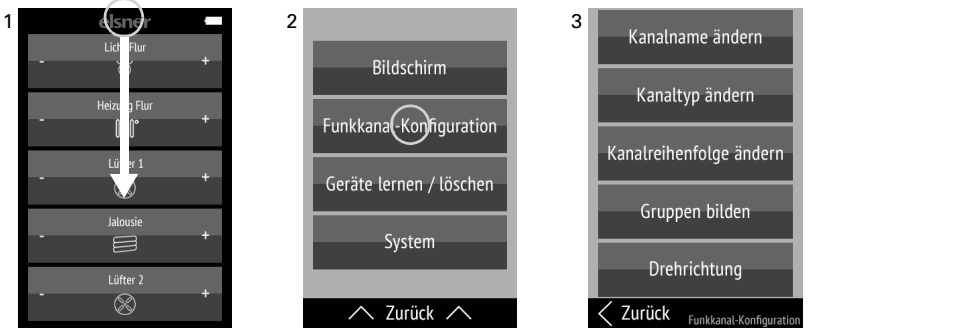 1
elsner
Licht Flur
- +
Heizung Flur
- +
Lüfter 1
- +
Jalousie
- +
Lüfter 2
- +
2
Bildschirm
Funkkanal-Konfiguration
Geräte lernen / löschen
System
Zurück
3
Kanalname ändern
Kanaltyp ändern
Kanalreihenfolge ändern
Gruppen bilden
Drehrichtung
Zurück Funkkanal-Konfiguration